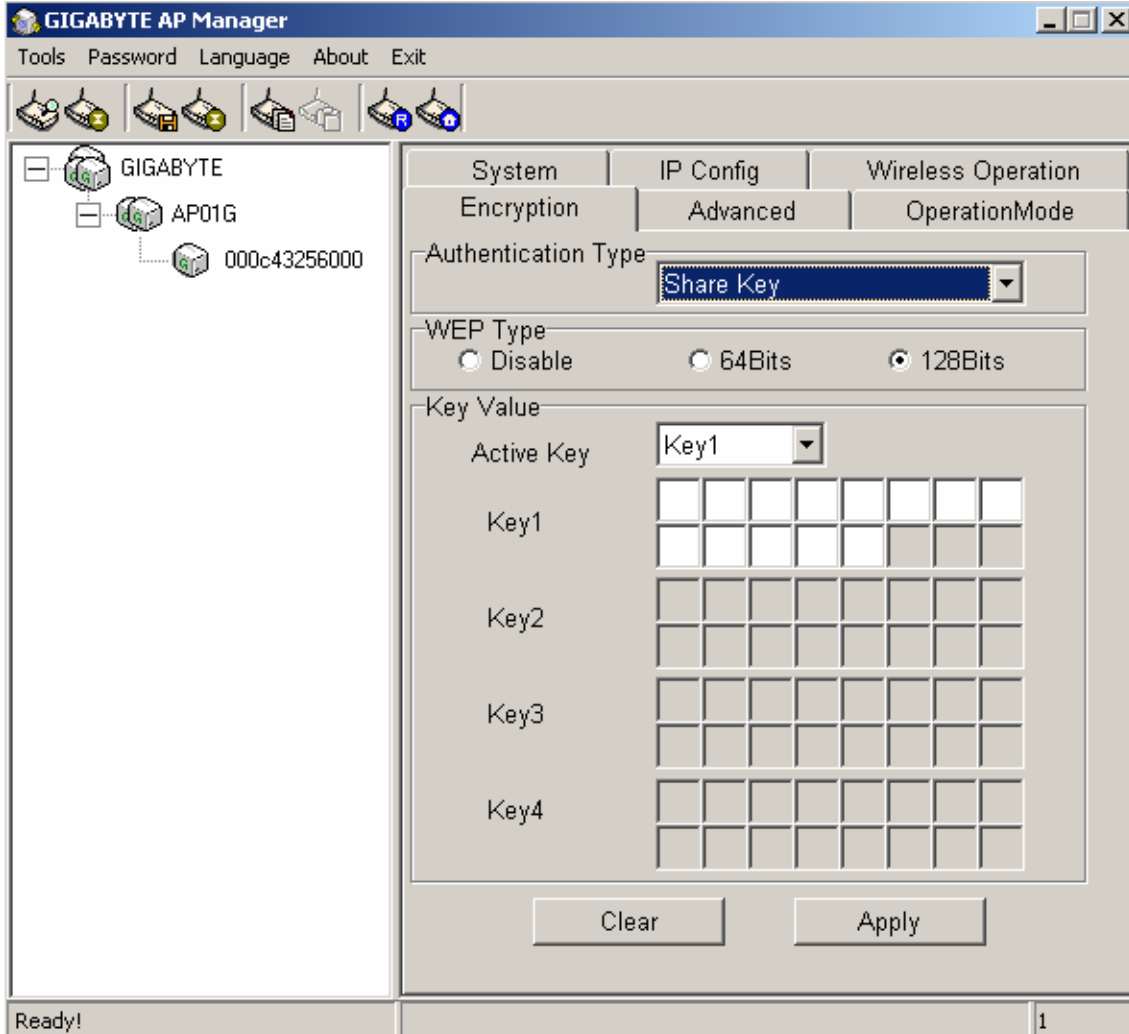 GIGABYTE AP Manager
Tools Password Language About Exit
GIGABYTE
AP01G
000c43256000
System IP Config Wireless Operation
Encryption Advanced OperationMode
Authentication Type
Share Key
WEP Type
Disable 64Bits 128Bits
Key Value
Active Key Key1
Key1
Key2
Key3
Key4
Clear Apply
Ready! 1